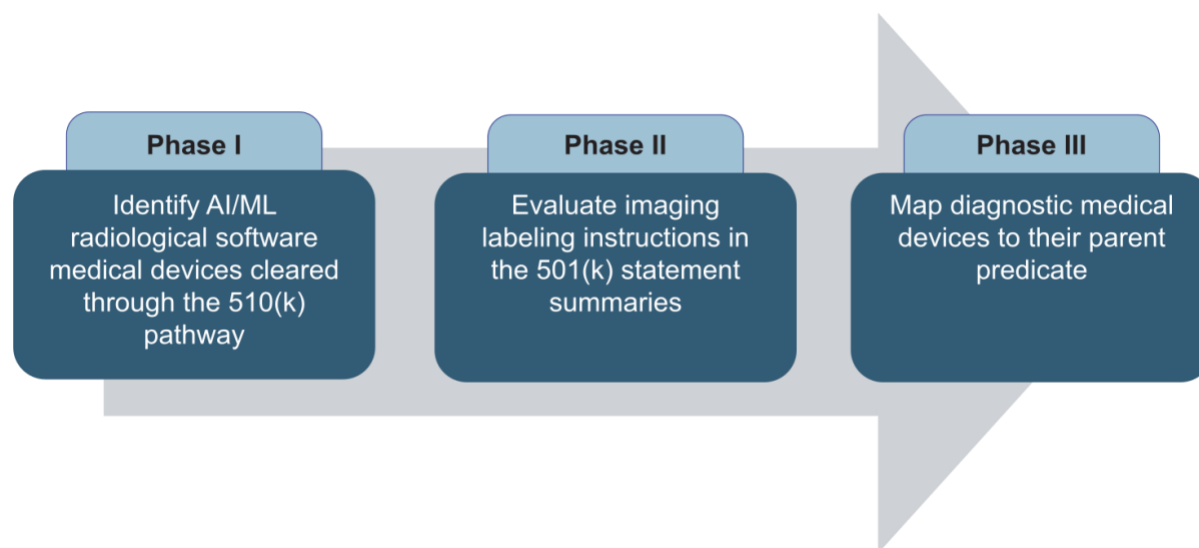 Phase I
Identify AI/ML
radiological software
medical devices cleared
through the 510(k)
pathway
Phase II
Evaluate imaging
labeling instructions in
the 501(k) statement
summaries
Phase III
Map diagnostic medical
devices to their parent
predicate